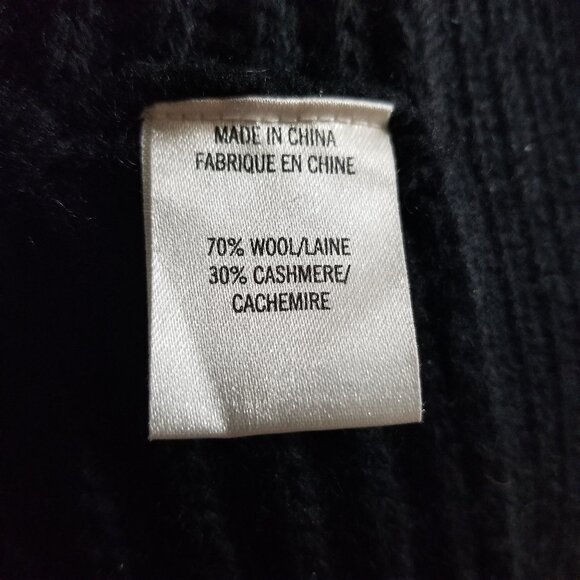 MADE IN CHINA
FABRIQUE EN CHINE
70% WOOL/LAINE
30% CASHMERE/
CACHEMIRE